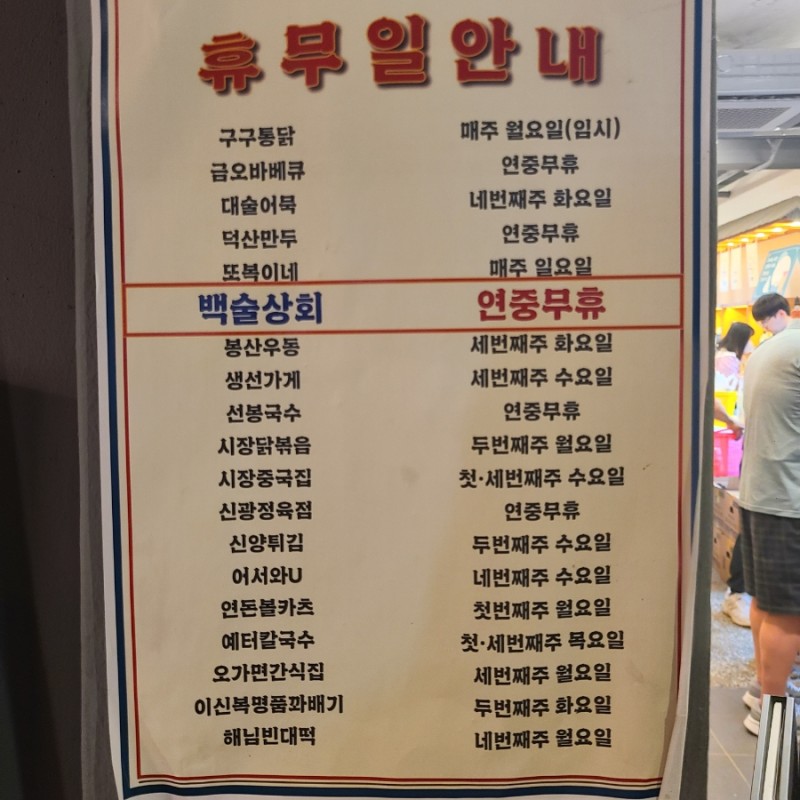 휴무일안내
구구통닭 매주 월요일(임시)
금오바베큐 연중무휴
대술어묵 네번째주 화요일
덕산만두 연중무휴
또복이네 매주 일요일
백술상회 연중무휴
봉산우동 세번째주 화요일
생선가게 세번째주 수요일
선봉국수 연중무휴
시장닭볶음 두번째주 월요일
시장중국집 첫·세번째주 수요일
신광정육점 연중무휴
신양튀김 두번째주 수요일
어서와U 네번째주 수요일
연돈볼카츠 첫번째주 월요일
예터칼국수 첫·세번째주 목요일
오가면간식집 세번째주 월요일
이신복명품꽈배기 두번째주 화요일
해님빈대떡 네번째주 월요일